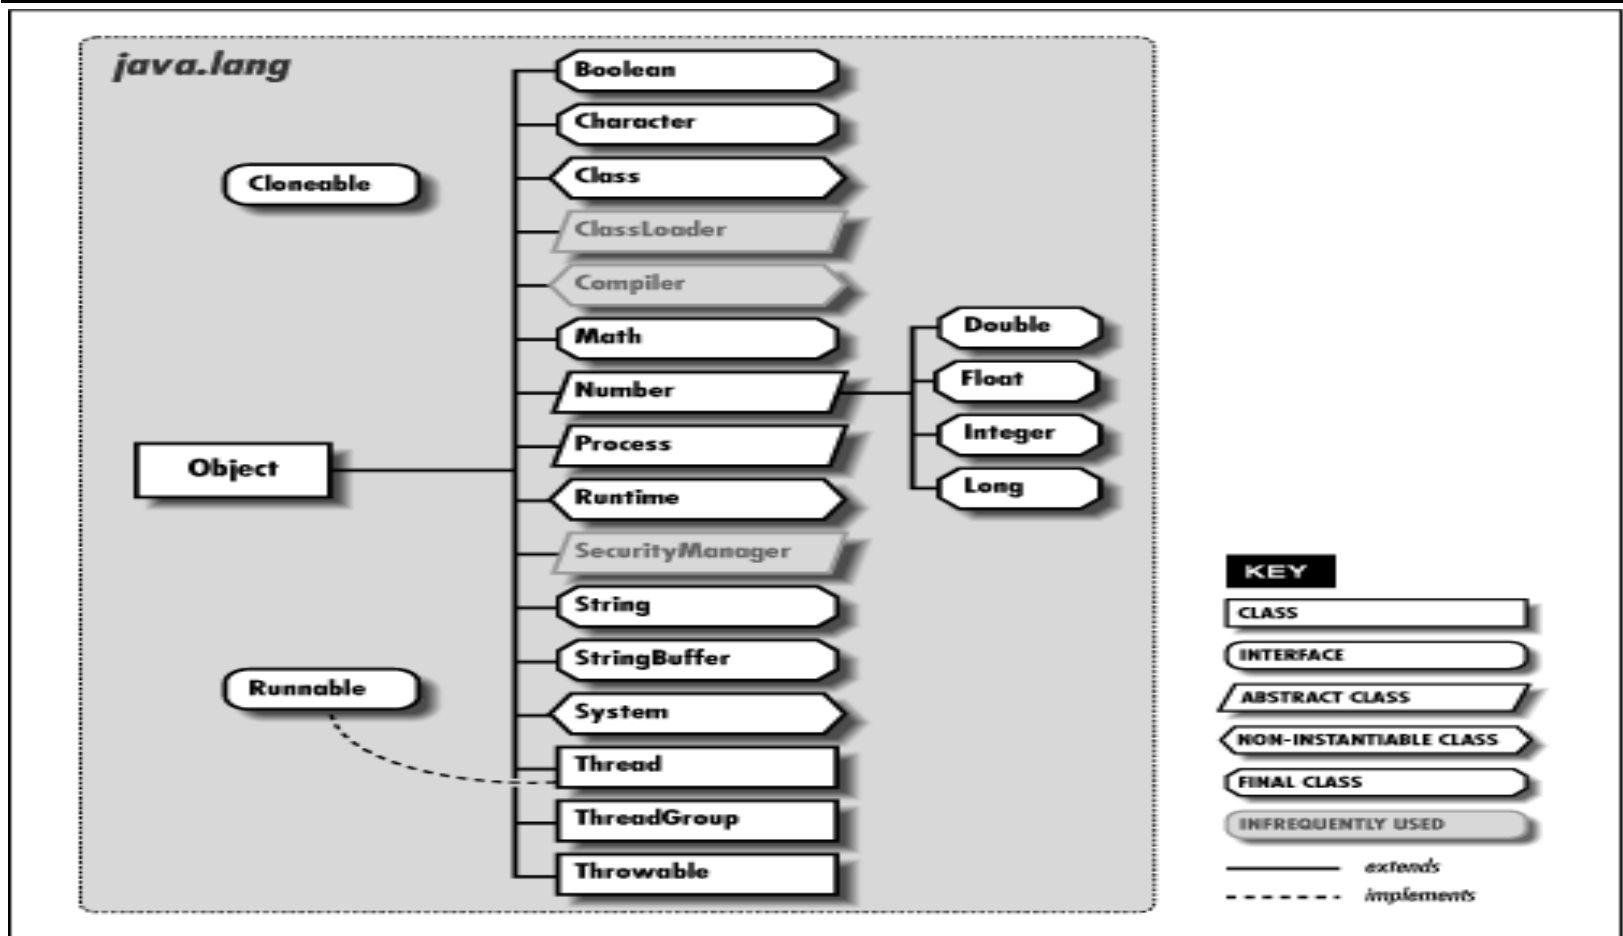 java.lang
Cloneable
Object
Runnable
Boolean
Character
Class
ClassLoader
Compiler
Math
Number
Process
Runtime
SecurityManager
String
StringBuffer
System
Thread
ThreadGroup
Throwable
Double
Float
Integer
Long
KEY
CLASS
INTERFACE
ABSTRACT CLASS
NON-INSTANTIABLE CLASS
FINAL CLASS
INFREQUENTLY USED
extends
implements